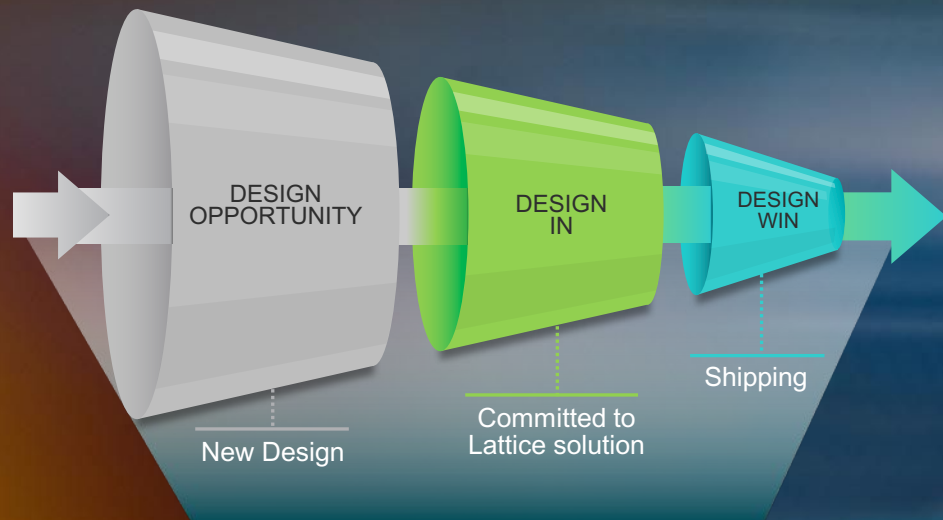 DESIGN
OPPORTUNITY
DESIGN
IN
DESIGN
WIN
New Design
Committed to
Lattice solution
Shipping